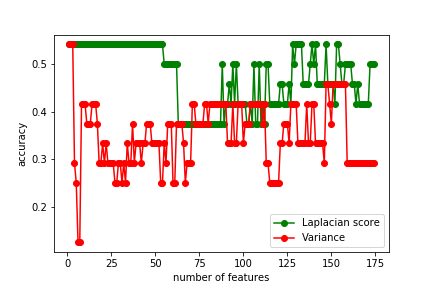 accuracy
0.5
0.4
0.3
0.2
0 25 50 75 100 125 150 175
number of features
Laplacian score
Variance